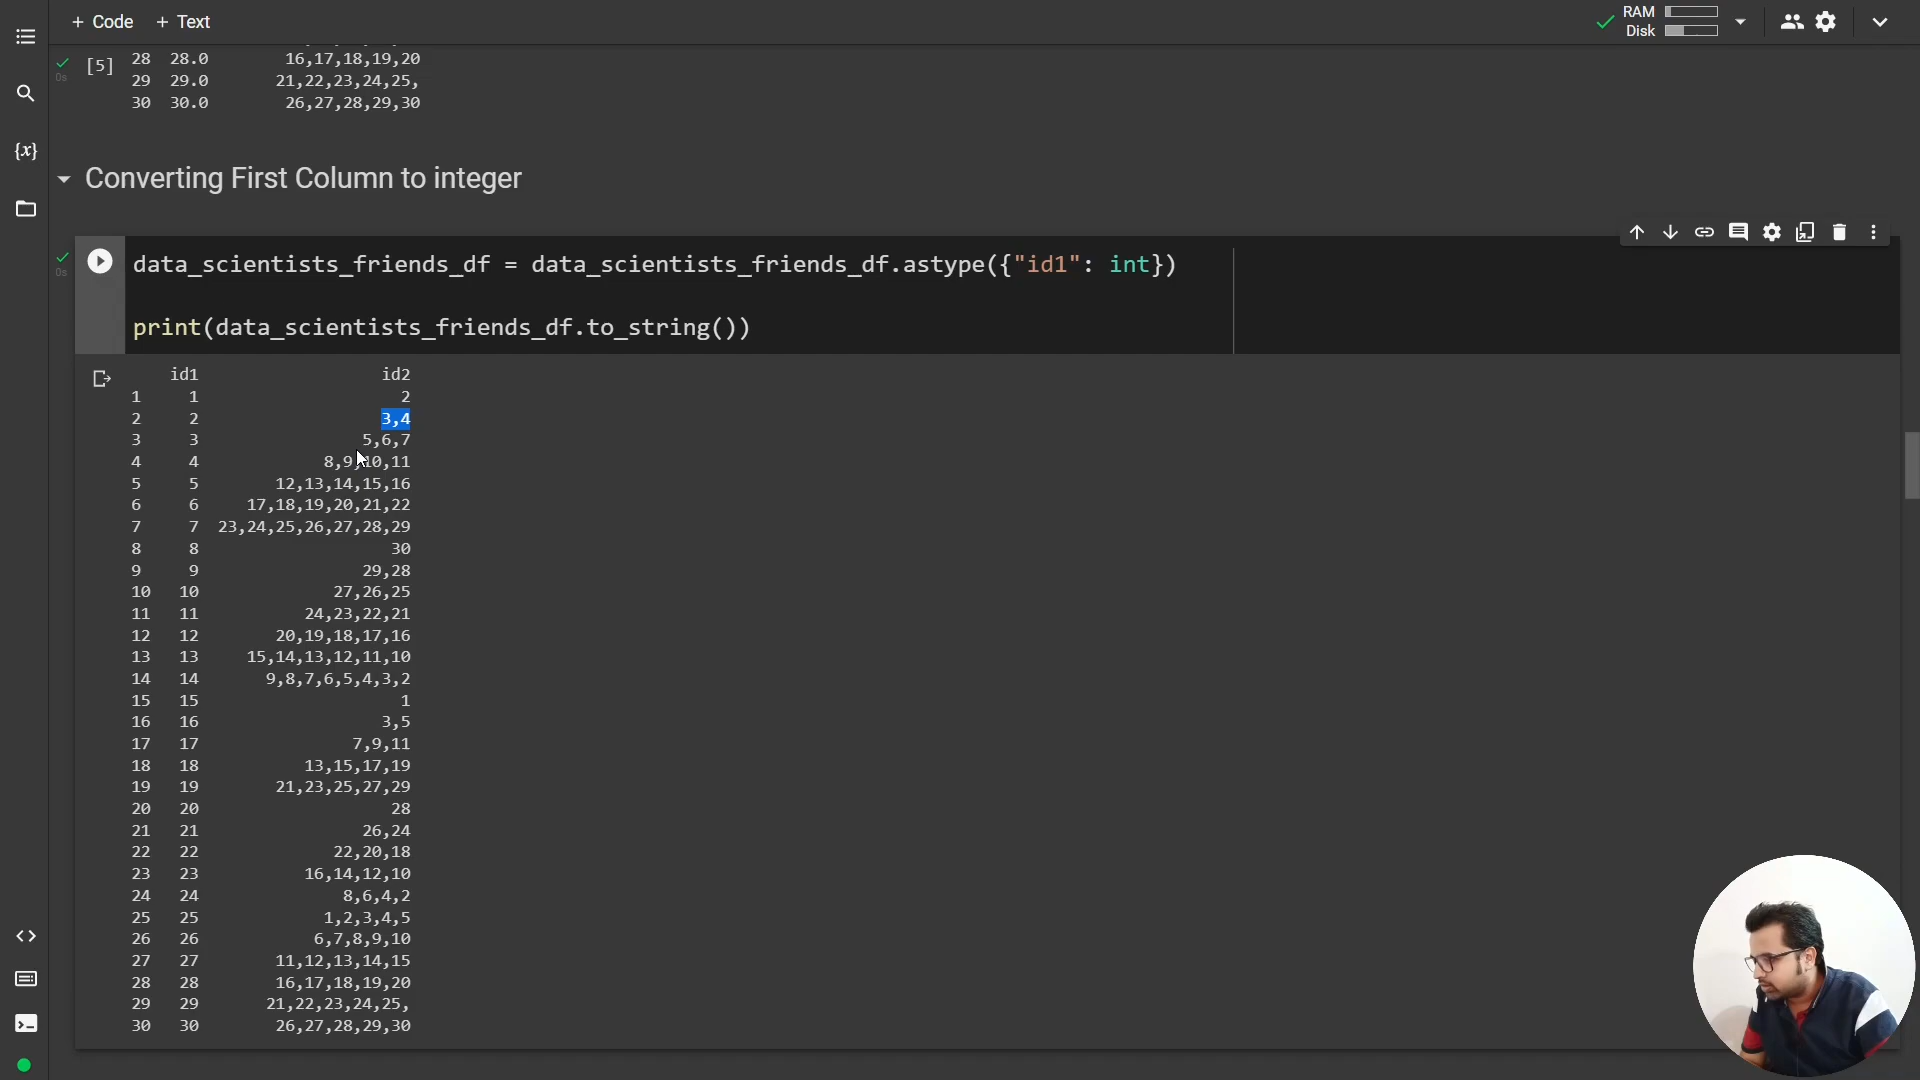 + Code + Text
RAM
Disk
[5] 28 28.0 16,17,18,19,20
0s
29 29.0 21,22,23,24,25,
30 30.0 26,27,28,29,30
{x}
Converting First Column to integer
0s
data_scientists_friends_df = data_scientists_friends_df.astype({"id1": int})
print(data_scientists_friends_df.to_string())
id1 id2
1 1 2
2 2 3,4
3 3 5,6,7
4 4 8,9,10,11
5 5 12,13,14,15,16
6 6 17,18,19,20,21,22
7 7 23,24,25,26,27,28,29
8 8 30
9 9 29,28
10 10 27,26,25
11 11 24,23,22,21
12 12 20,19,18,17,16
13 13 15,14,13,12,11,10
14 14 9,8,7,6,5,4,3,2
15 15 1
16 16 3,5
17 17 7,9,11
18 18 13,15,17,19
19 19 21,23,25,27,29
20 20 28
21 21 26,24
22 22 22,20,18
23 23 16,14,12,10
24 24 8,6,4,2
25 25 1,2,3,4,5
26 26 6,7,8,9,10
27 27 11,12,13,14,15
28 28 16,17,18,19,20
29 29 21,22,23,24,25,
30 30 26,27,28,29,30